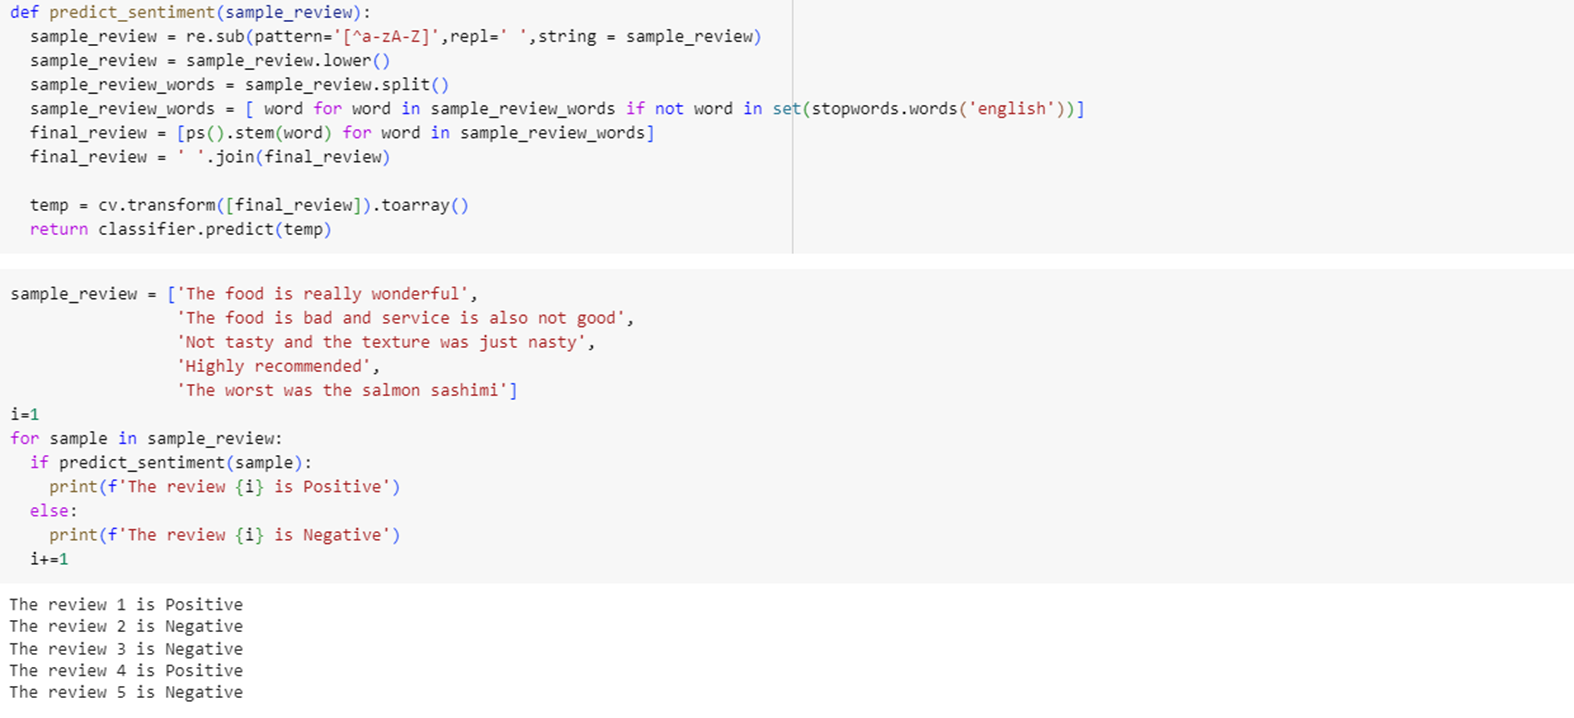 def predict_sentiment(sample_review):
  sample_review = re.sub(pattern='[^a-zA-Z]',repl=' ',string = sample_review)
  sample_review = sample_review.lower()
  sample_review_words = sample_review.split()
  sample_review_words = [ word for word in sample_review_words if not word in set(stopwords.words('english'))]
  final_review = [ps().stem(word) for word in sample_review_words]
  final_review = ' '.join(final_review)

  temp = cv.transform([final_review]).toarray()
  return classifier.predict(temp)

sample_review = ['The food is really wonderful',
                 'The food is bad and service is also not good',
                 'Not tasty and the texture was just nasty',
                 'Highly recommended',
                 'The worst was the salmon sashimi']
i=1
for sample in sample_review:
  if predict_sentiment(sample):
    print(f'The review {i} is Positive')
  else:
    print(f'The review {i} is Negative')
  i+=1

The review 1 is Positive
The review 2 is Negative
The review 3 is Negative
The review 4 is Positive
The review 5 is Negative